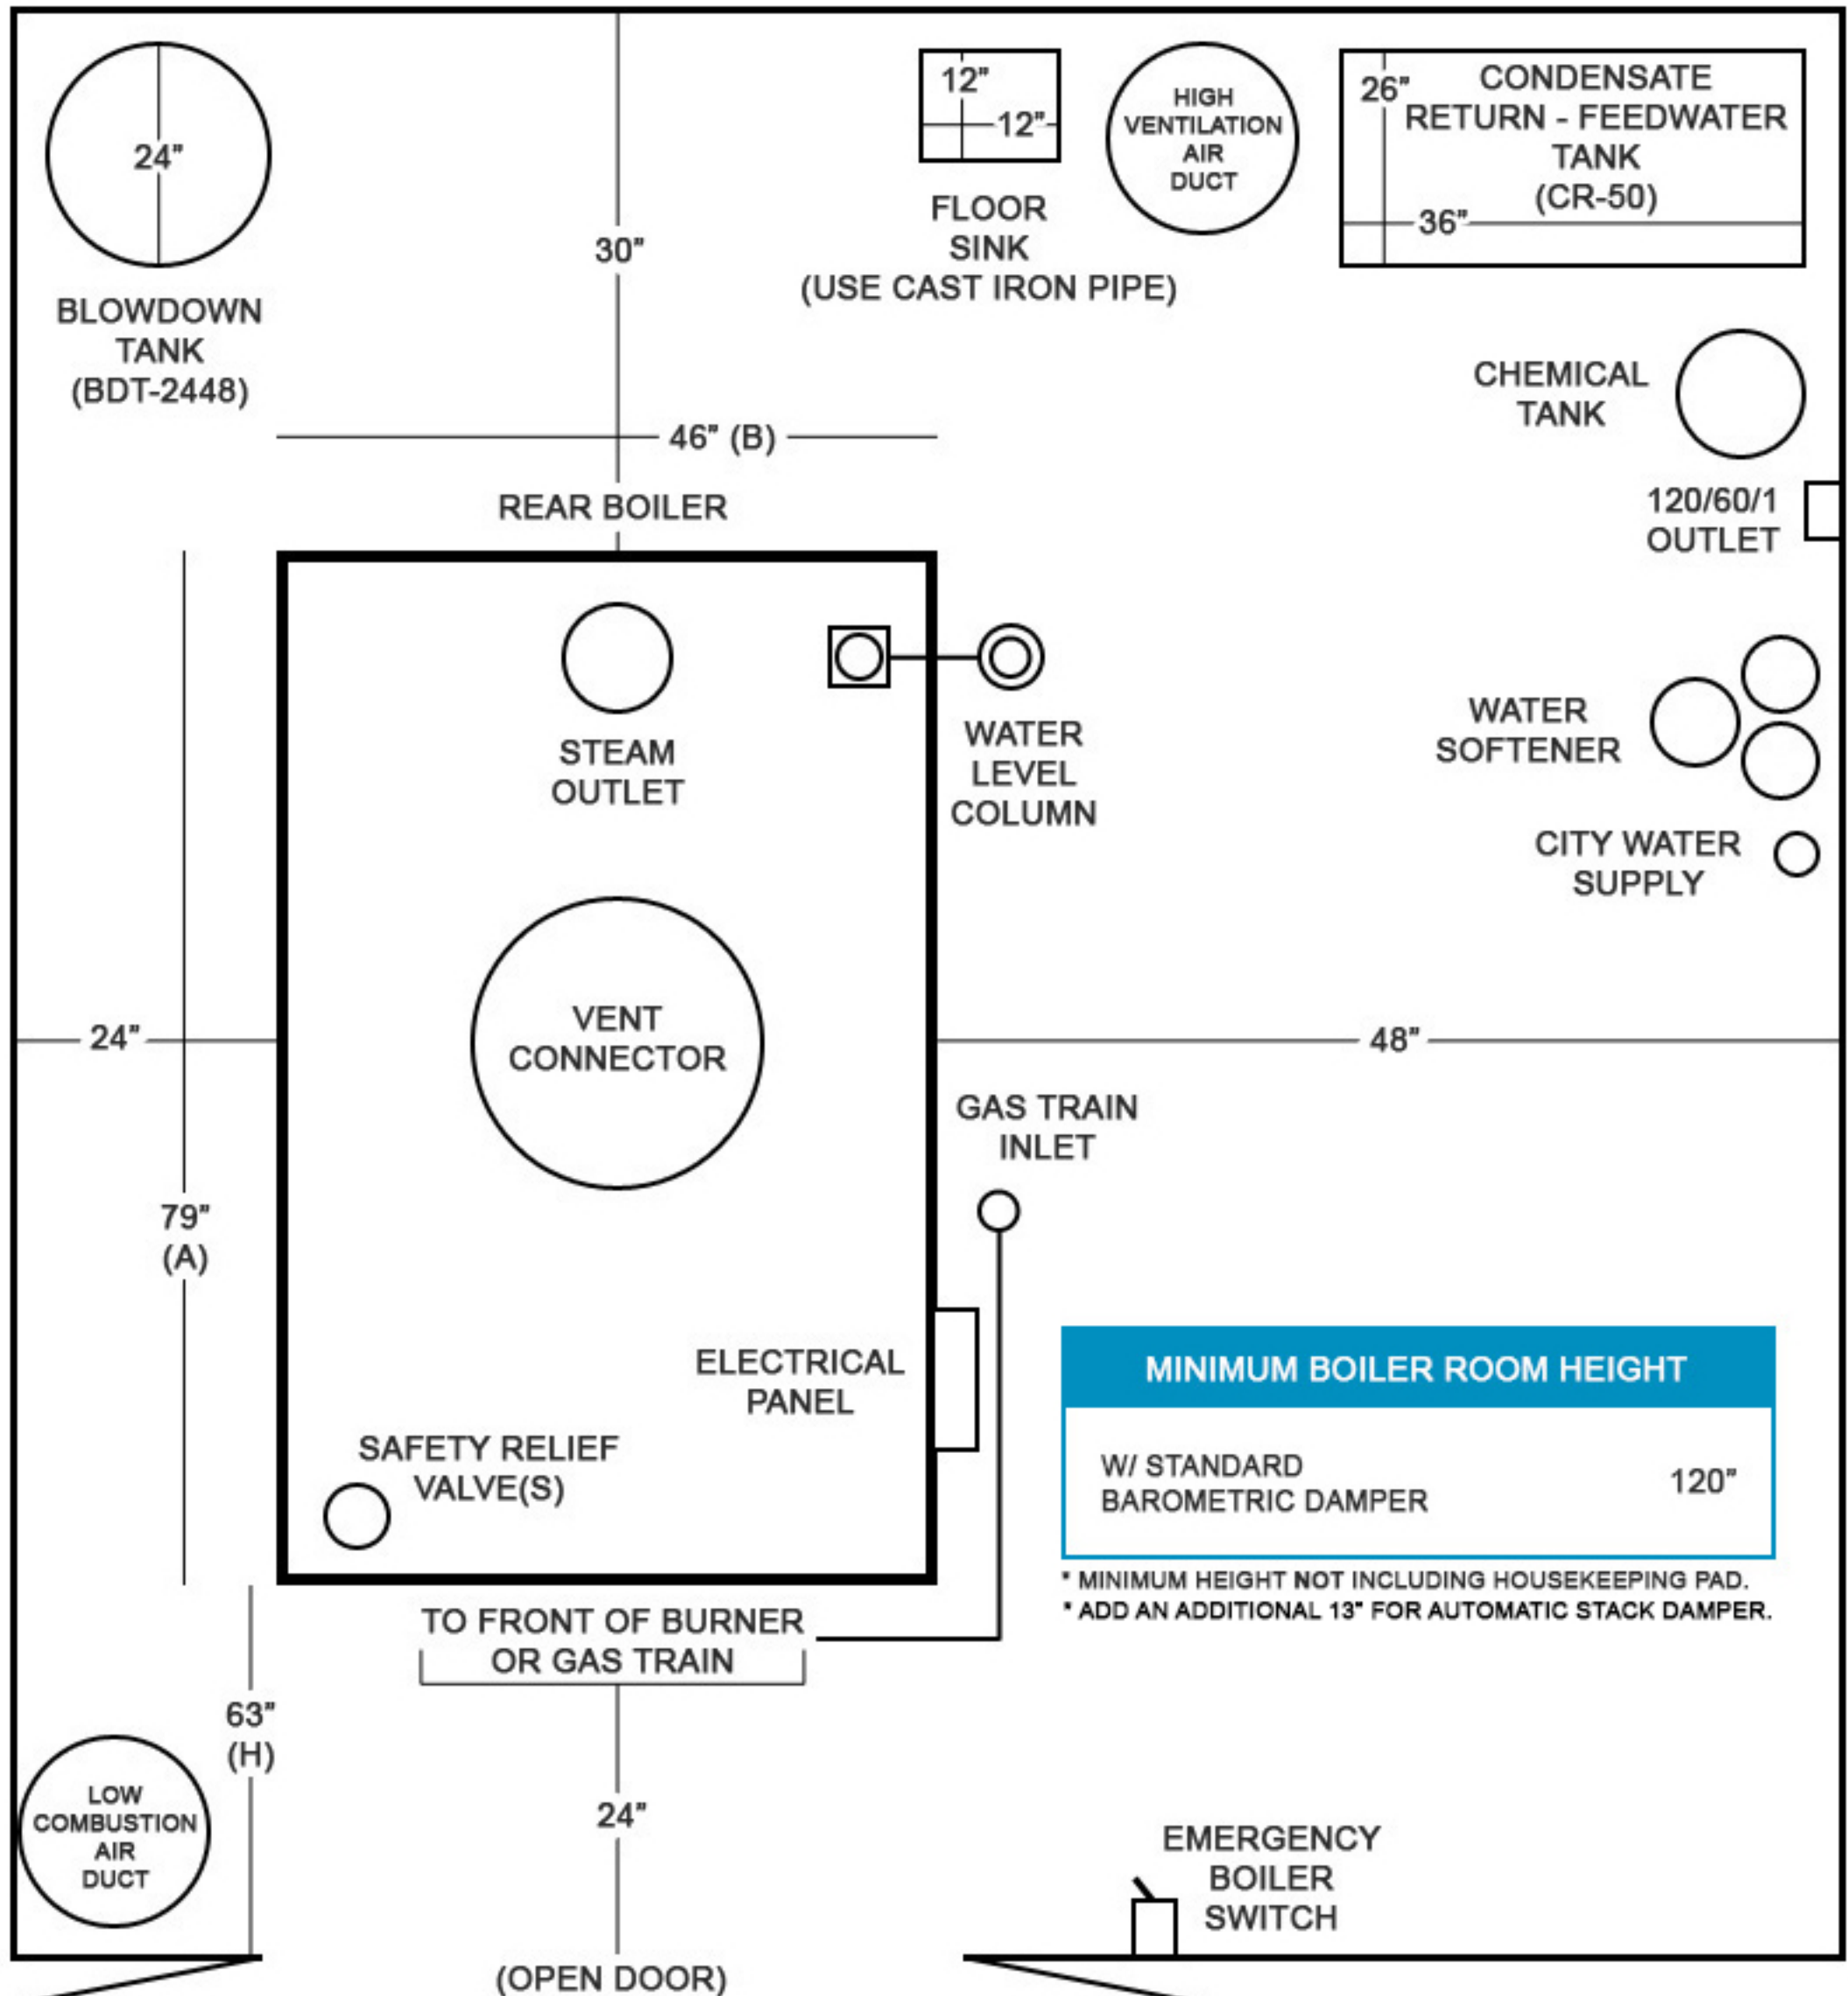 24”
BLOWDOWN
TANK
(BDT-2448)
30”
12”
12”
FLOOR
SINK
(USE CAST IRON PIPE)
HIGH
VENTILATION
AIR
DUCT
26”
CONDENSATE
RETURN - FEEDWATER
TANK
(CR-50)
36”
CHEMICAL
TANK
46” (B)
REAR BOILER
120/60/1
OUTLET
STEAM
OUTLET
WATER
LEVEL
COLUMN
WATER
SOFTENER
CITY WATER
SUPPLY
VENT
CONNECTOR
24”
48”
79”
(A)
GAS TRAIN
INLET
ELECTRICAL
PANEL
SAFETY RELIEF
VALVE(S)
MINIMUM BOILER ROOM HEIGHT
W/ STANDARD
BAROMETRIC DAMPER
120”
* MINIMUM HEIGHT NOT INCLUDING HOUSEKEEPING PAD.
* ADD AN ADDITIONAL 13” FOR AUTOMATIC STACK DAMPER.
TO FRONT OF BURNER
OR GAS TRAIN
63”
(H)
LOW
COMBUSTION
AIR
DUCT
24”
EMERGENCY
BOILER
SWITCH
(OPEN DOOR)